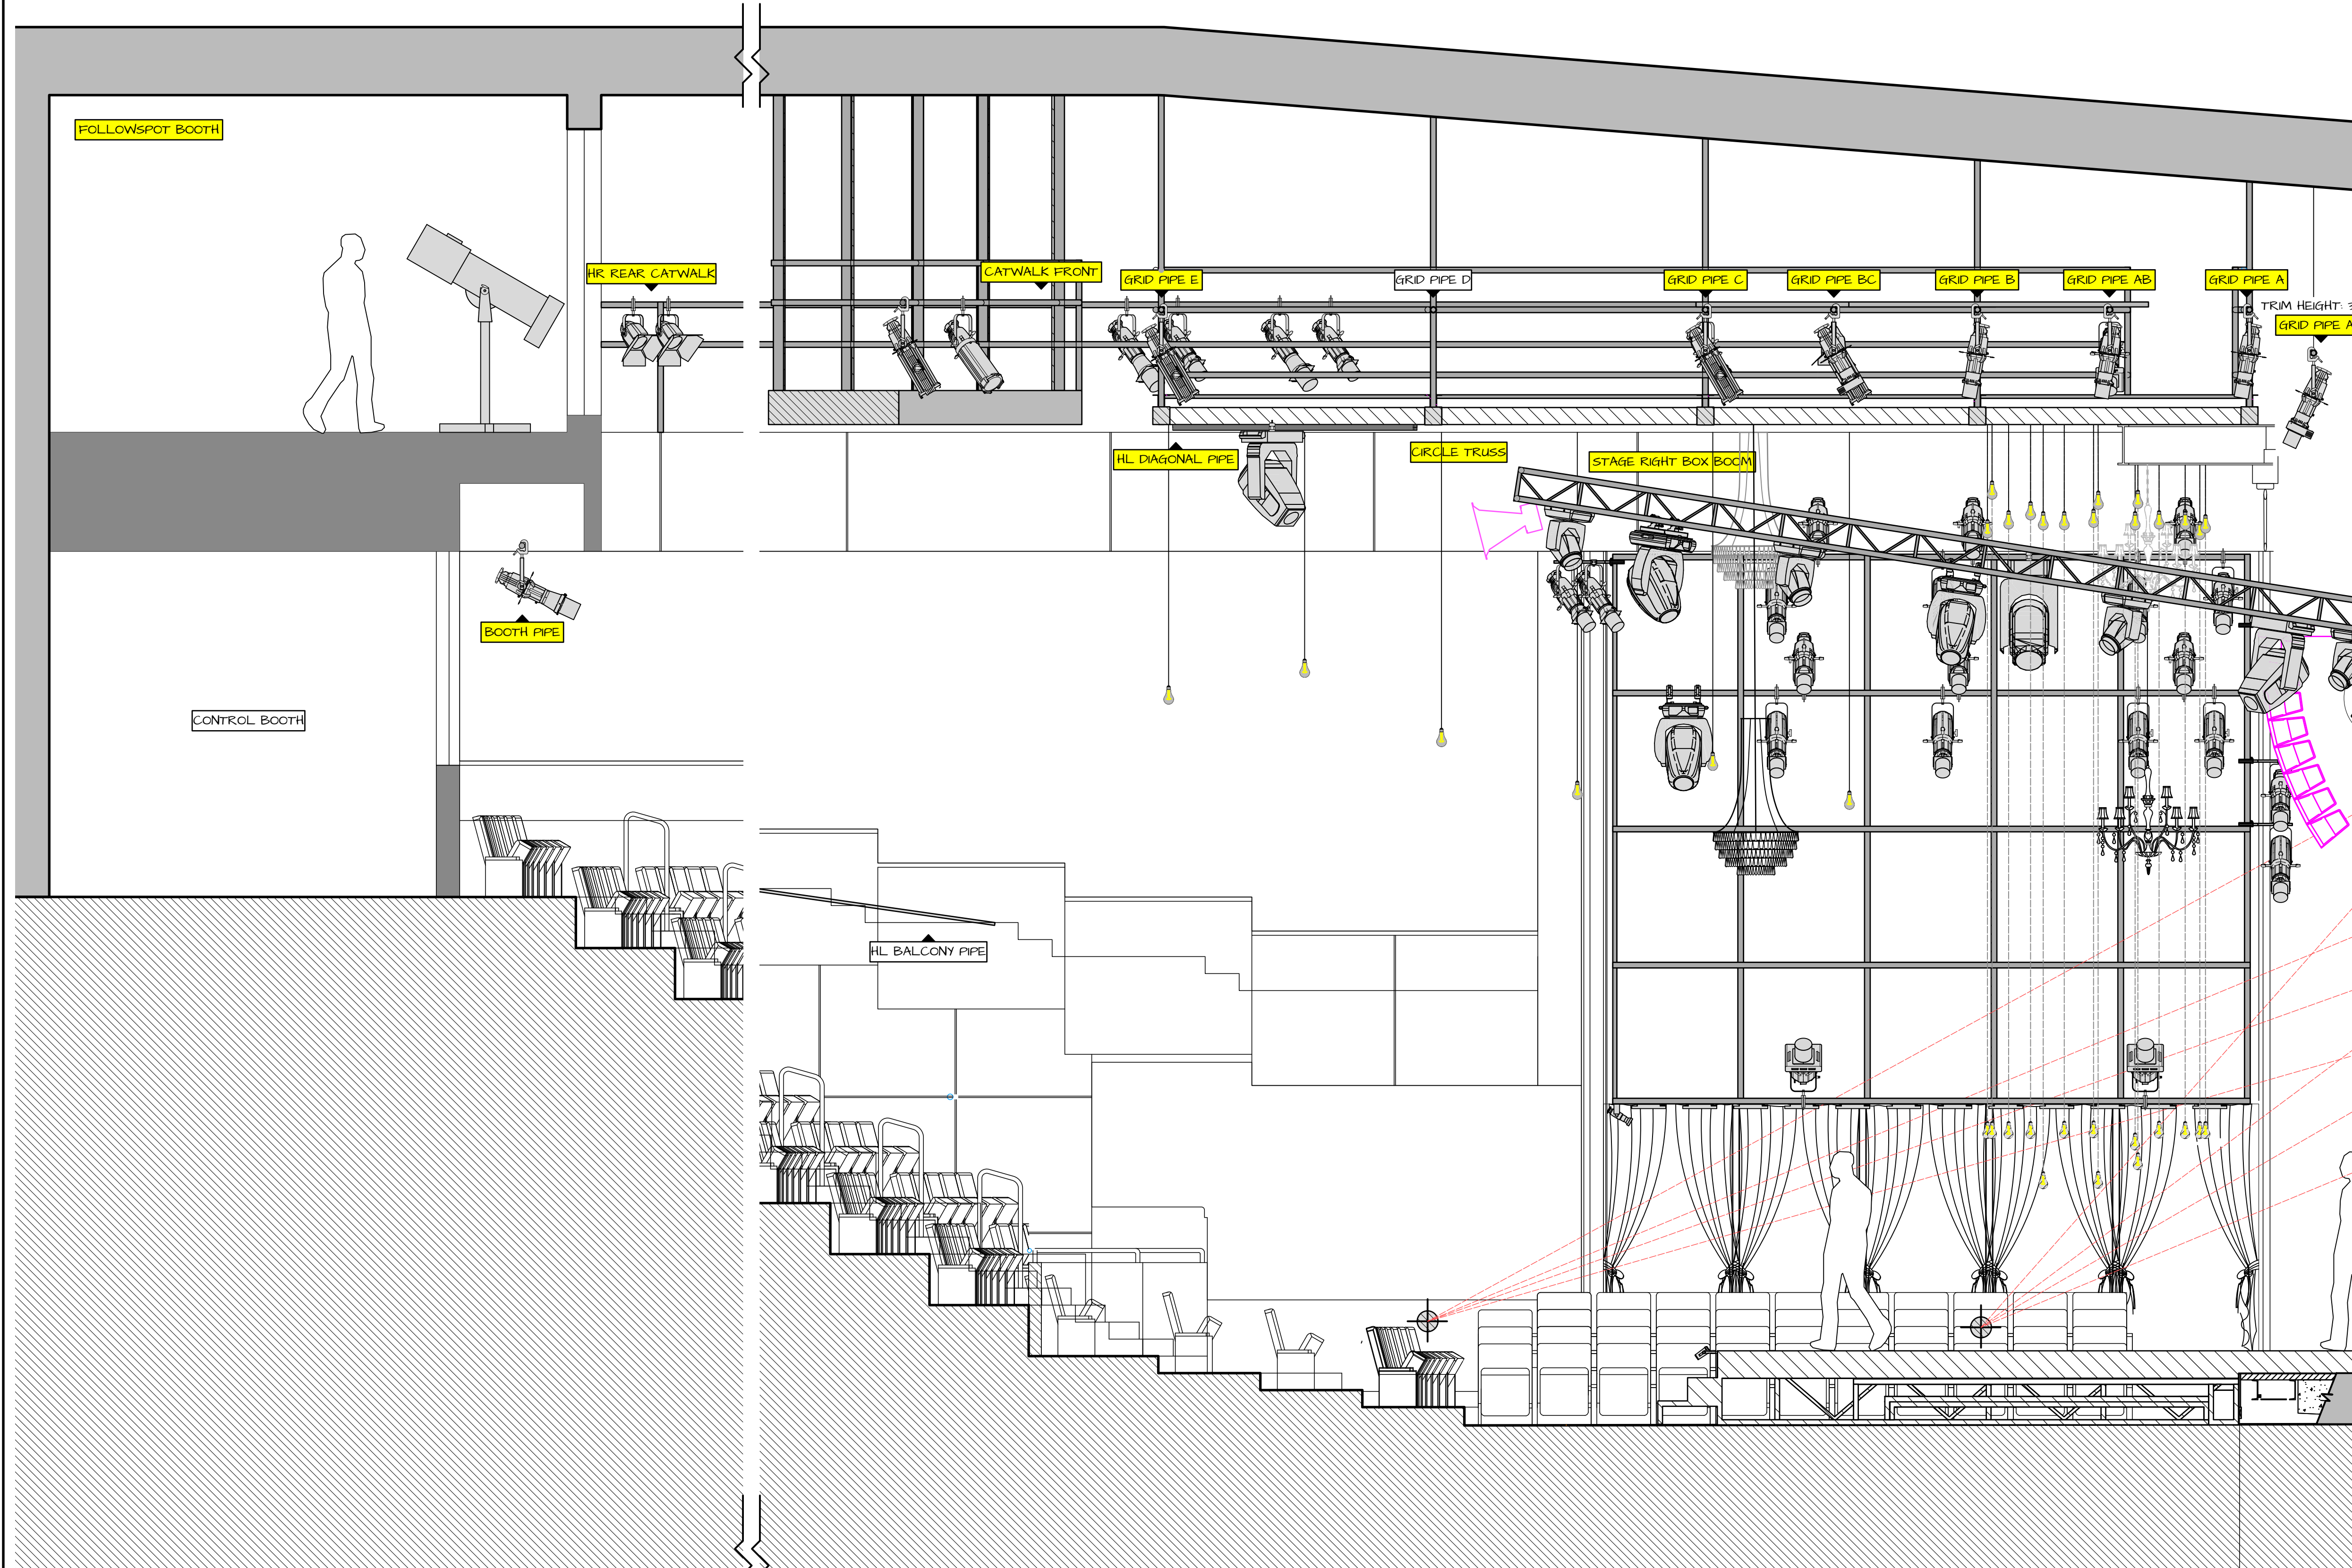 FOLLOWSPOT BOOTH
HR REAR CATWALK
CATWALK FRONT
GRID PIPE E
GRID PIPE D
GRID PIPE C
GRID PIPE BC
GRID PIPE B
GRID PIPE AB
GRID PIPE A
TRIM HEIGHT:
GRID PIPE A
HL DIAGONAL PIPE
CIRCLE TRUSS
STAGE RIGHT BOX BOOM
BOOTH PIPE
CONTROL BOOTH
HL BALCONY PIPE